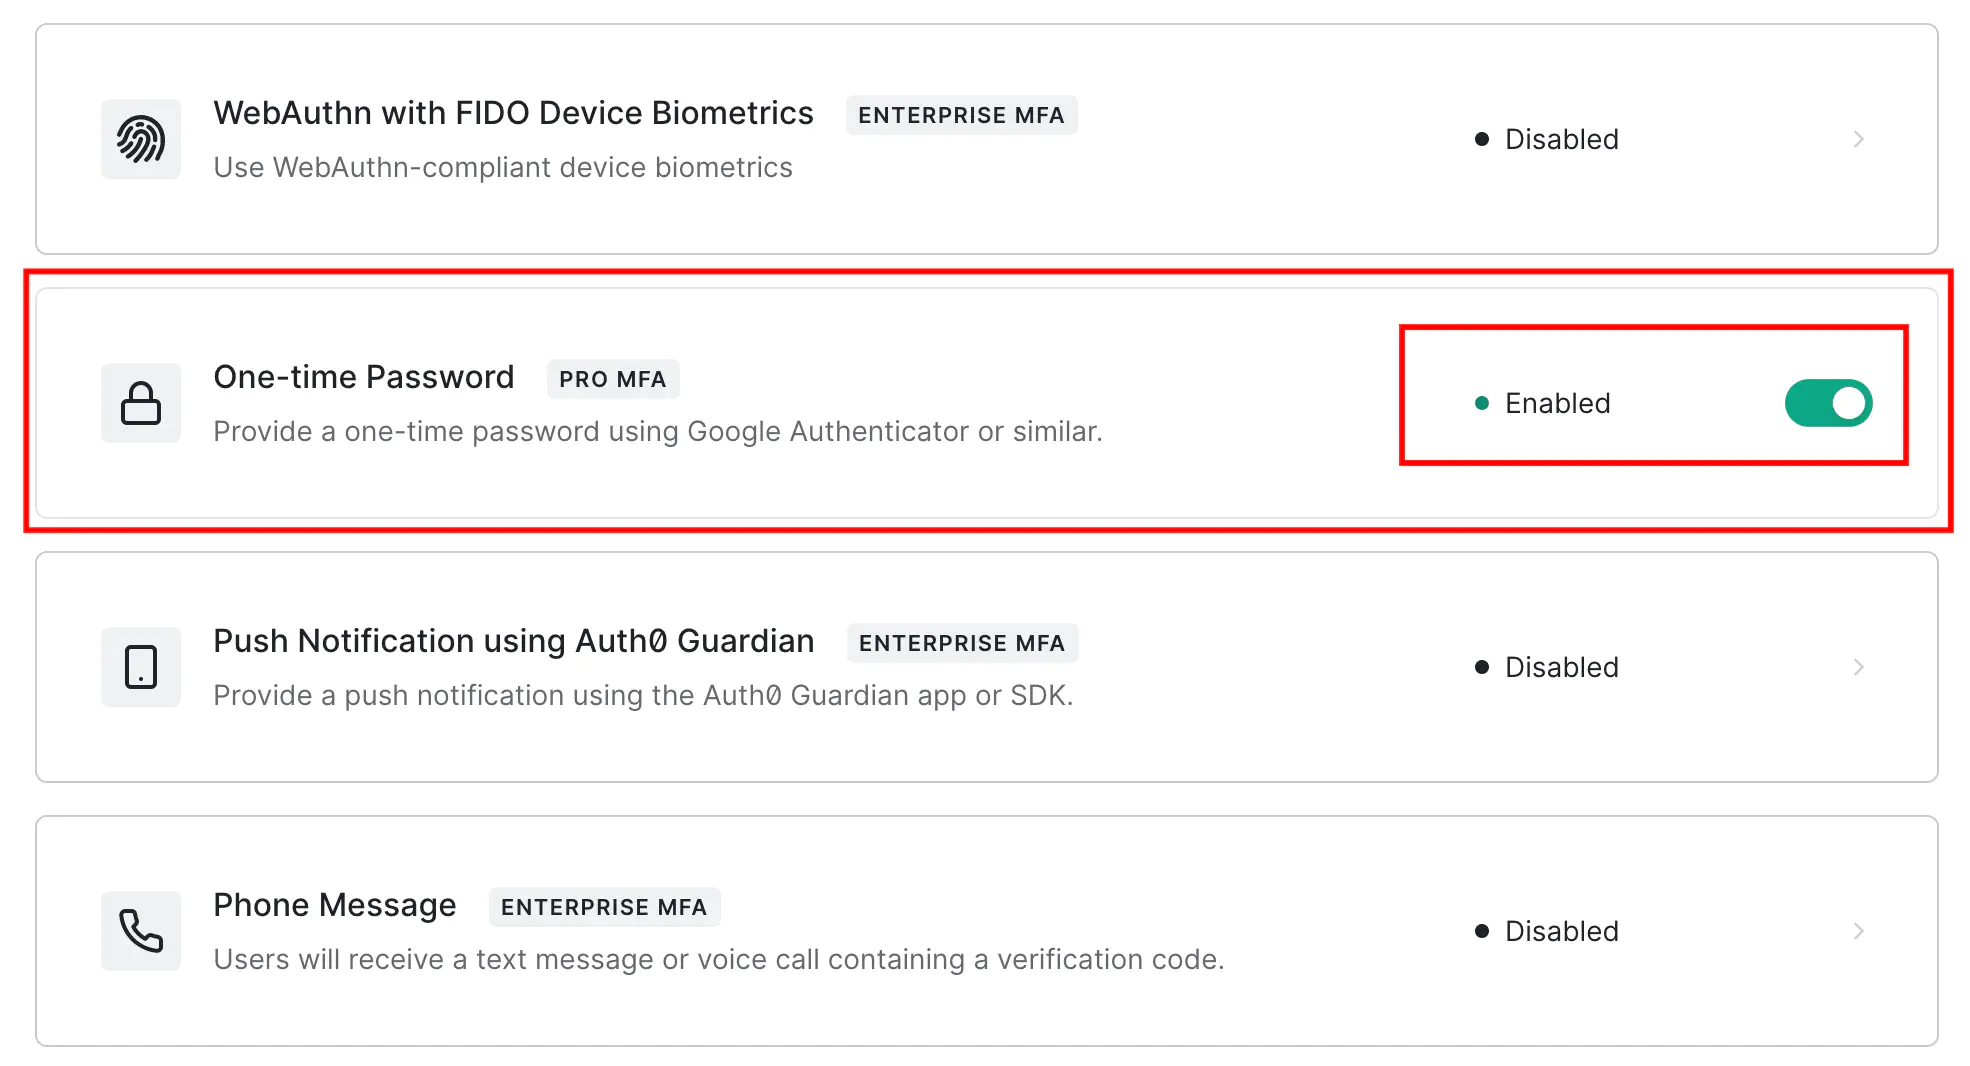 WebAuthn with FIDO Device Biometrics ENTERPRISE MFA
Use WebAuthn-compliant device biometrics
Disabled
One-time Password PRO MFA
Provide a one-time password using Google Authenticator or similar.
Enabled
Push Notification using Auth0 Guardian ENTERPRISE MFA
Provide a push notification using the Auth0 Guardian app or SDK.
Disabled
Phone Message ENTERPRISE MFA
Users will receive a text message or voice call containing a verification code.
Disabled